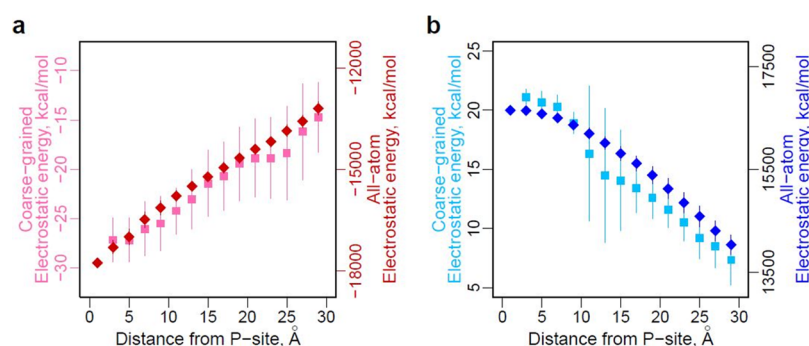 a
b
Coarse−grained
Electrostatic energy, kcal/mol
−10
−15
−20
−25
−30
−12000
−15000
−18000
All−atom
Electrostatic energy, kcal/mol
0 5 10 15 20 25 30
Distance from P−site, Å
Coarse−grained
Electrostatic energy, kcal/mol
25
20
15
10
5
17500
15500
13500
All−atom
Electrostatic energy, kcal/mol
0 5 10 15 20 25 30
Distance from P−site, Å